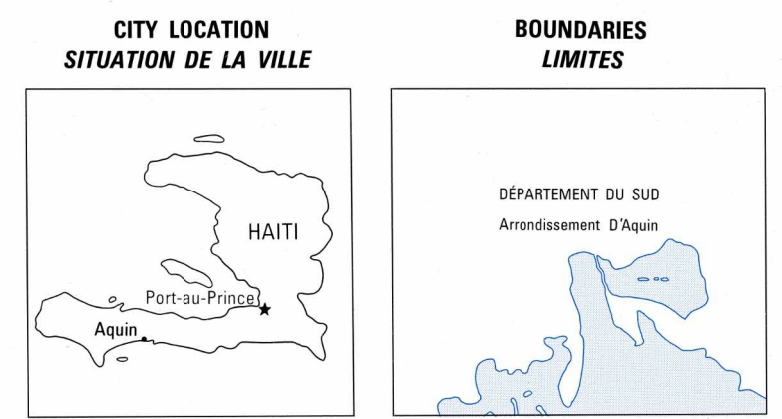 CITY LOCATION
SITUATION DE LA VILLE
HAITI
Port-au-Prince
Aquin
BOUNDARIES
LIMITES
DÉPARTEMENT DU SUD
Arrondissement D'Aquin